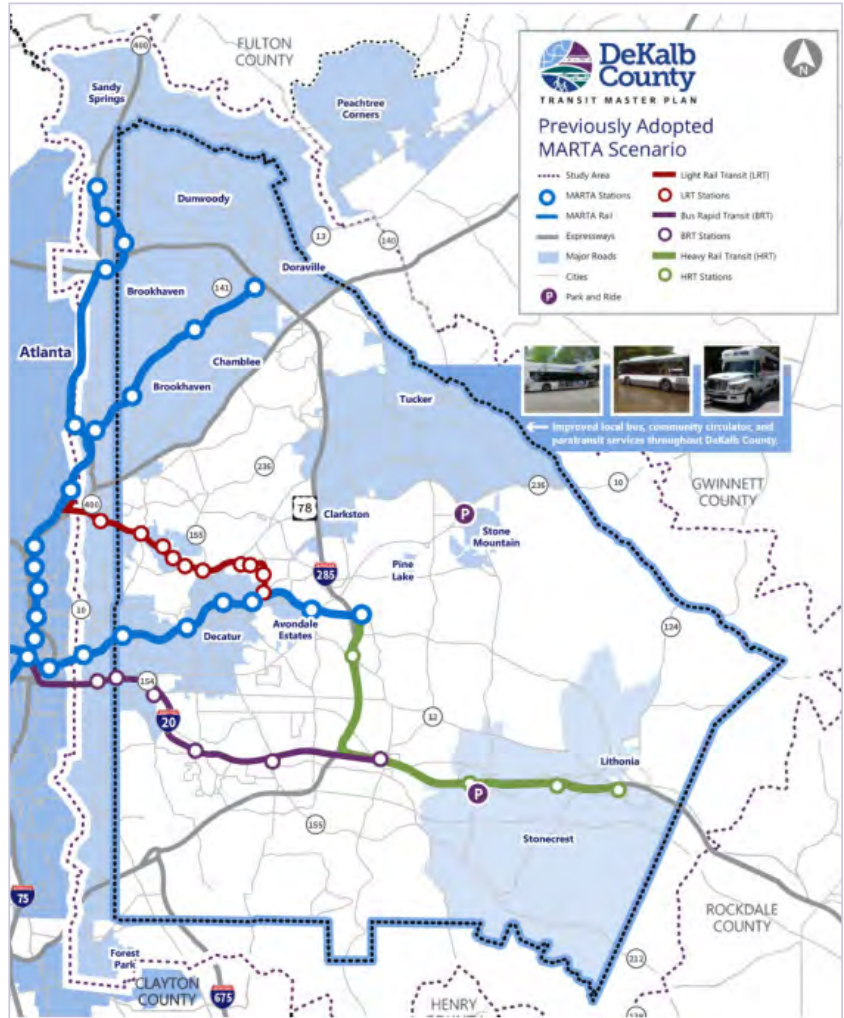 DeKalb
County
TRANSIT MASTER PLAN
N
Previously Adopted
MARTA Scenario
Study Area
MARTA Stations
MARTA Rail
Expressways
Major Roads
Cities
P
Park and Ride
Light Rail Transit (LRT)
LRT Stations
Bus Rapid Transit (BRT)
BRT Stations
Heavy Rail Transit (HRT)
HRT Stations
400
FULTON
COUNTY
Sandy
Springs
Peachtree
Corners
Dunwoody
13
140
Doraville
Brookhaven
141
Atlanta
Chamblee
Brookhaven
Tucker
Improved local bus, community circulator, and
paratransit services throughout DeKalb County.
236
236
10
GWINNETT
COUNTY
400
78
Clarkston
P
Stone
Mountain
155
Pine
Lake
285
10
Decatur
Avondale
Estates
124
154
20
12
Lithonia
P
155
Stonecrest
75
ROCKDALE
COUNTY
Forest
Park
CLAYTON
COUNTY
675
HENRY
COUNTY
212
138